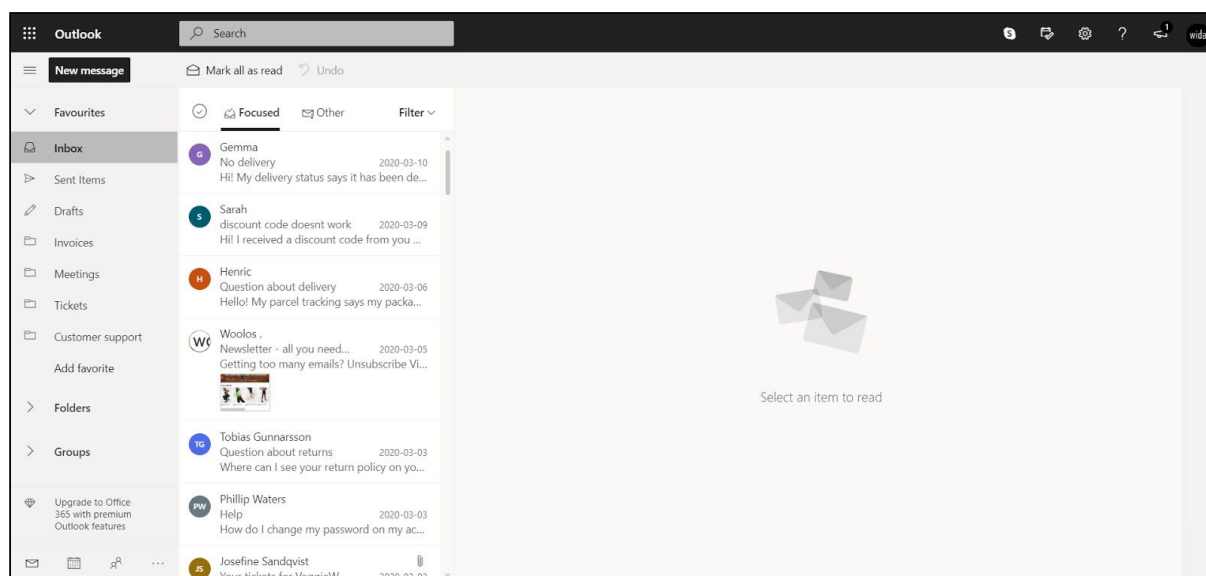 Outlook
Search
1
wida
New message
Mark all as read
Undo
Favourites
Inbox
Sent Items
Drafts
Invoices
Meetings
Tickets
Customer support
Add favorite
Folders
Groups
Upgrade to Office
365 with premium
Outlook features
Focused
Other
Filter
G
Gemma
No delivery 2020-03-10
Hi! My delivery status says it has been de...
S
Sarah
discount code doesnt work 2020-03-09
Hi! I received a discount code from you ...
H
Henric
Question about delivery 2020-03-06
Hello! My parcel tracking says my packa...
Woolos .
Newsletter - all you need... 2020-03-05
Getting too many emails? Unsubscribe Vi...
TG
Tobias Gunnarsson
Question about returns 2020-03-03
Where can I see your return policy on yo...
PW
Phillip Waters
Help 2020-03-03
How do I change my password on my ac...
JS
Josefine Sandqvist
Select an item to read